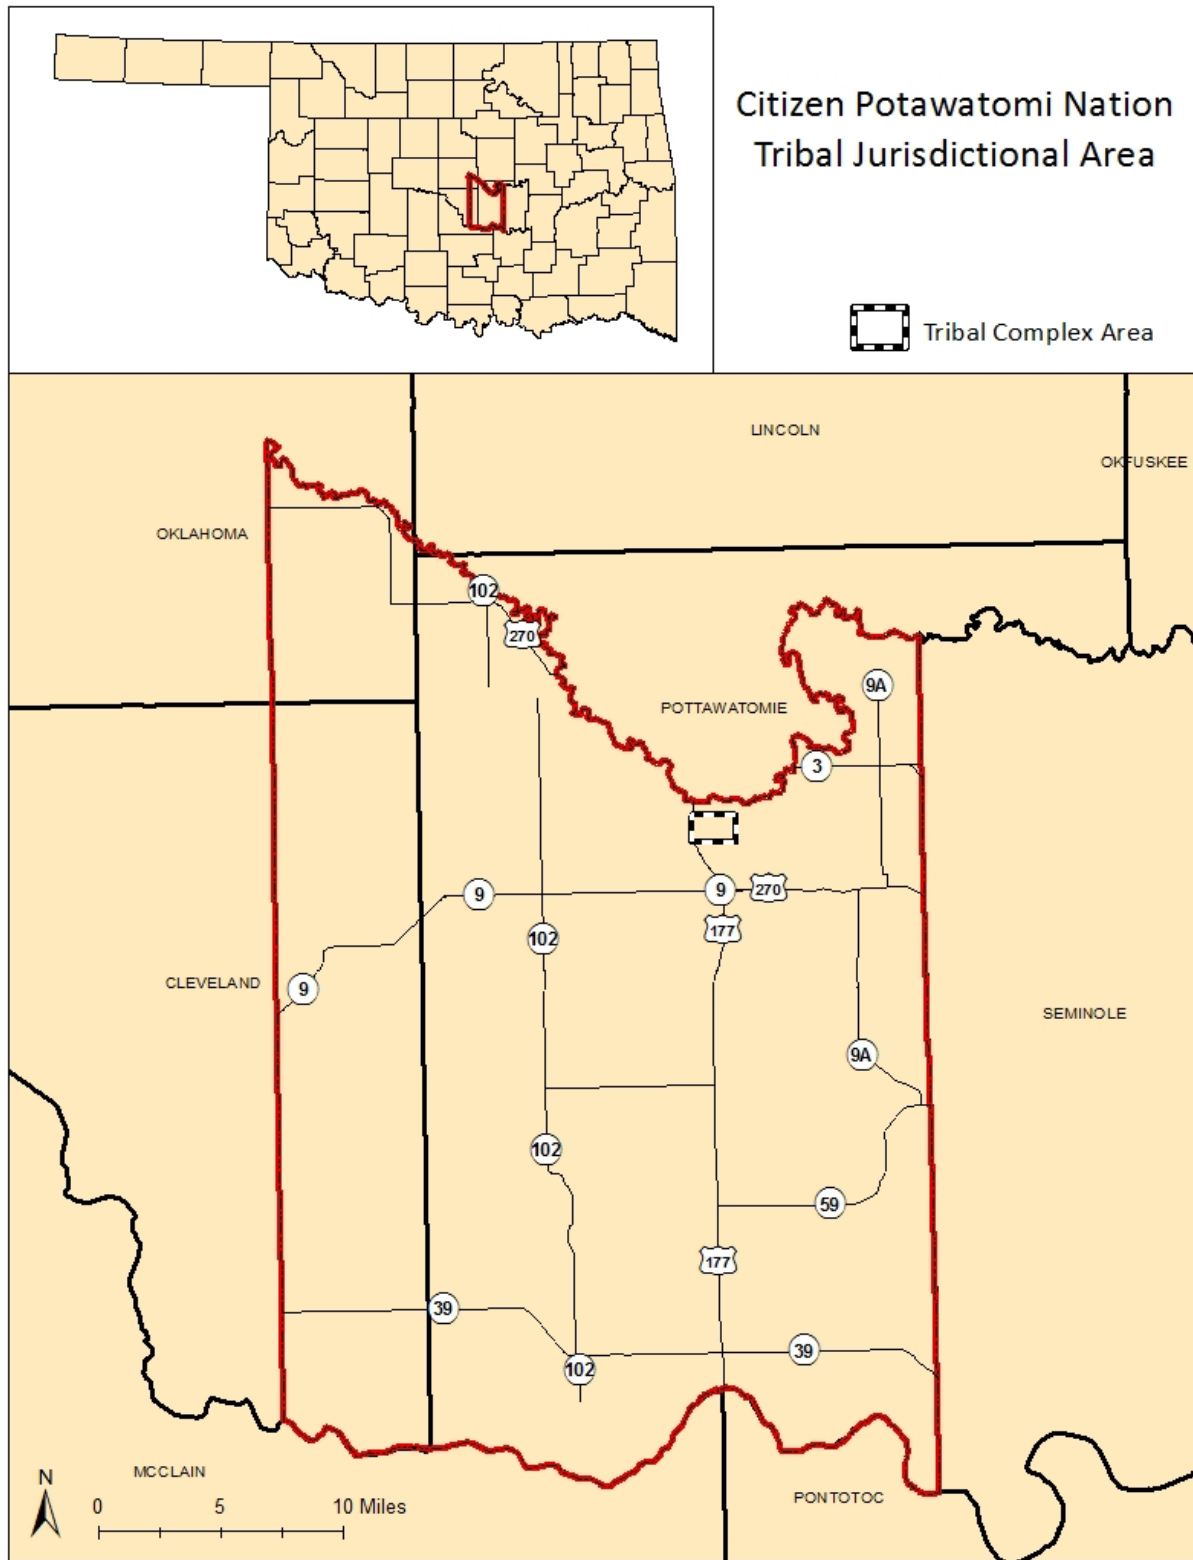 Citizen Potawatomi Nation
Tribal Jurisdictional Area
Tribal Complex Area
LINCOLN
OKFUSKEE
OKLAHOMA
102
270
9A
POTTAWATOMIE
3
9
9
270
177
102
CLEVELAND
9
SEMINOLE
9A
102
59
177
39
39
102
MCCLAIN
PONTOTOC
N
0 5 10 Miles